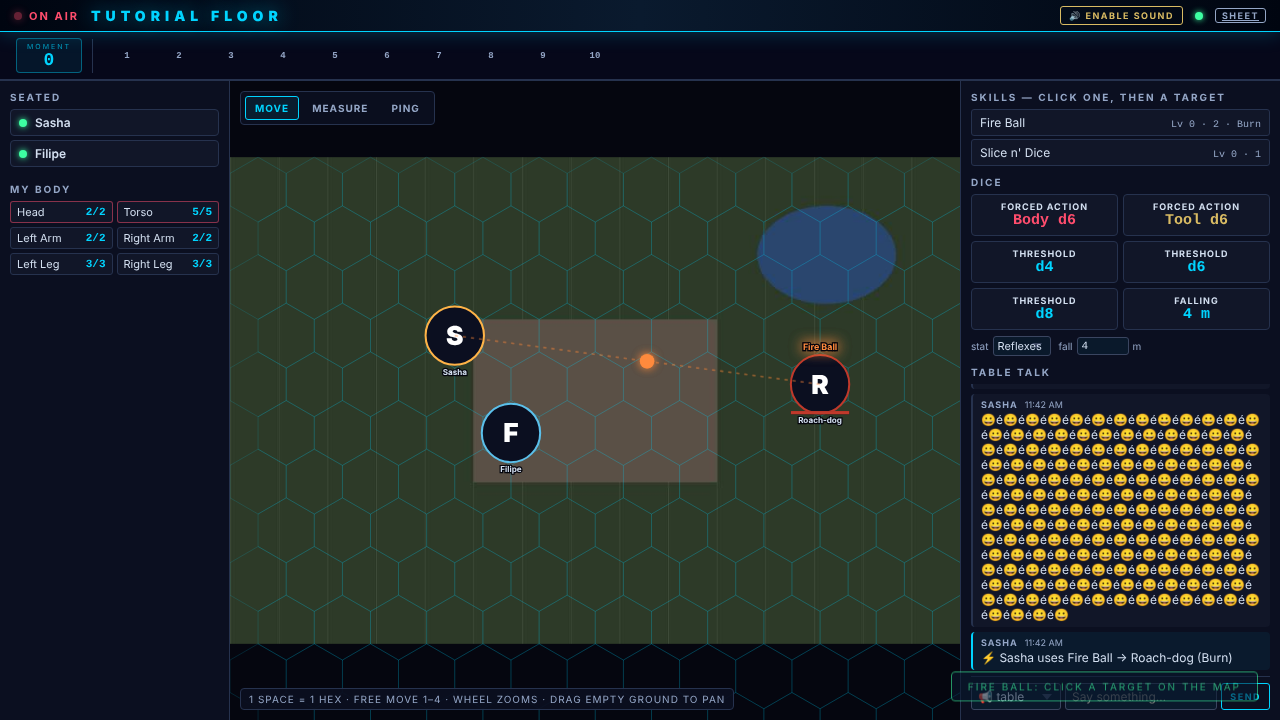 ON AIR TUTORIAL FLOOR 🔊 ENABLE SOUND SHEET
MOMENT
0
1 2 3 4 5 6 7 8 9 10
SEATED
Sasha
Filipe
MY BODY
Head 2/2 Torso 5/5
Left Arm 2/2 Right Arm 2/2
Left Leg 3/3 Right Leg 3/3
MOVE MEASURE PING
S
Sasha
F
Filipe
Fire Ball
R
Roach-dog
1 SPACE = 1 HEX · FREE MOVE 1–4 · WHEEL ZOOMS · DRAG EMPTY GROUND TO PAN
SKILLS — CLICK ONE, THEN A TARGET
Fire Ball Lv 0 · 2 · Burn
Slice n' Dice Lv 0 · 1
DICE
FORCED ACTION FORCED ACTION
Body d6 Tool d6
THRESHOLD THRESHOLD
d4 d6
THRESHOLD FALLING
d8 4 m
stat Reflexes fall 4 m
TABLE TALK
SASHA 11:42 AM
😀é😀é😀é😀é😀é😀é😀é😀é😀é😀é😀é😀é😀
é😀é😀é😀é😀é😀é😀é😀é😀é😀é😀é😀é😀é
😀é😀é😀é😀é😀é😀é😀é😀é😀é😀é😀é😀é😀
é😀é😀é😀é😀é😀é😀é😀é😀é😀é😀é😀é😀é
😀é😀é😀é😀é😀é😀é😀é😀é😀é😀é😀é😀é😀
é😀é😀é😀é😀é😀é😀é😀é😀é😀é😀é😀é😀é
😀é😀é😀é😀é😀é😀é😀é😀é😀é😀é😀é😀é😀
é😀é😀é😀é😀é😀é😀é😀é😀é😀é😀é😀é😀é
😀é😀é😀é😀é😀é😀é😀é😀é😀é😀é😀é😀é😀
é😀é😀é😀é😀é😀é😀é😀é😀é😀é😀é😀é😀é
😀é😀é😀é😀é😀é😀é😀é😀é😀é😀é😀é😀é😀
é😀é😀é😀é😀é😀é😀é😀é😀é😀é😀é😀é😀é
😀é😀é😀é😀é😀é😀é😀é😀é😀é😀é😀é😀é😀
é😀é😀é😀é😀
SASHA 11:42 AM
⚡ Sasha uses Fire Ball → Roach-dog (Burn)
FIRE BALL: CLICK A TARGET ON THE MAP
📢 table Say something... SEND